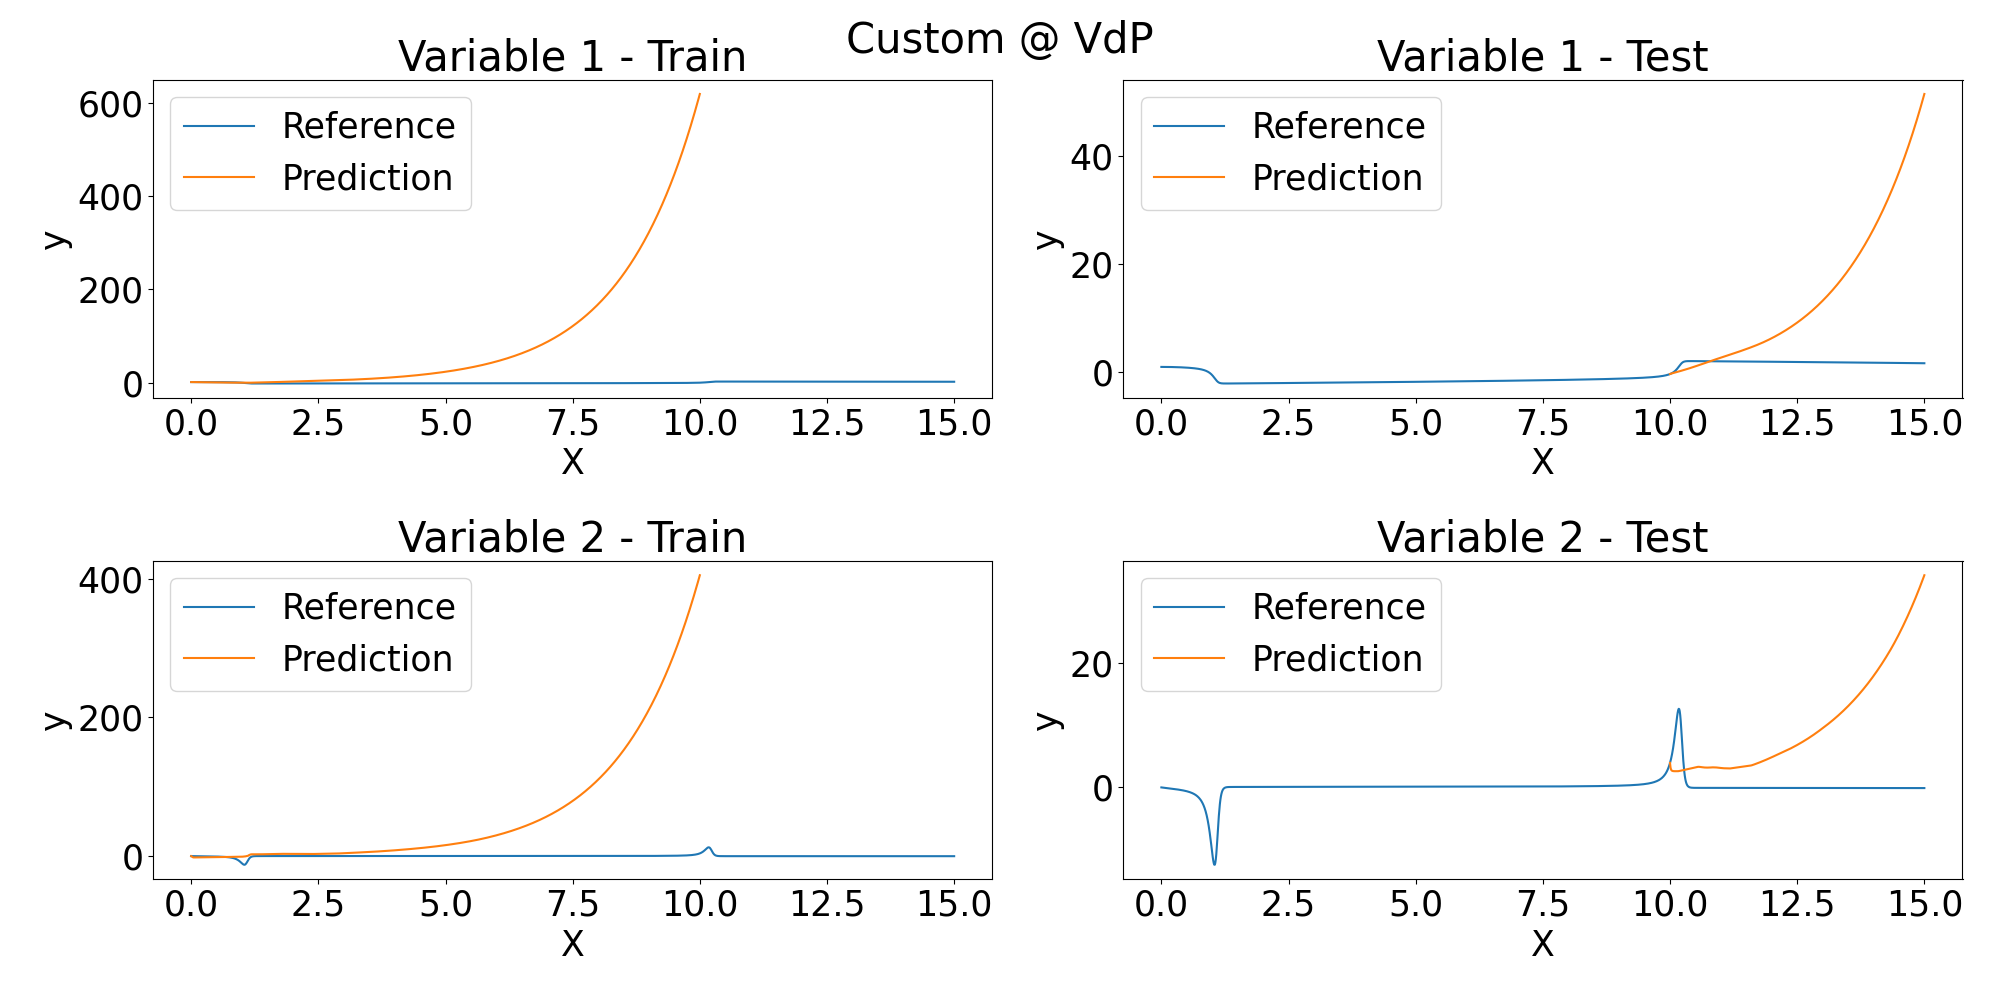 Custom @ VdP
Variable 1 - Train
600
400
200
0
y
Reference
Prediction
0.0 2.5 5.0 7.5 10.0 12.5 15.0
X
Variable 1 - Test
40
20
0
y
Reference
Prediction
0.0 2.5 5.0 7.5 10.0 12.5 15.0
X
Variable 2 - Train
400
200
0
y
Reference
Prediction
0.0 2.5 5.0 7.5 10.0 12.5 15.0
X
Variable 2 - Test
20
0
y
Reference
Prediction
0.0 2.5 5.0 7.5 10.0 12.5 15.0
X